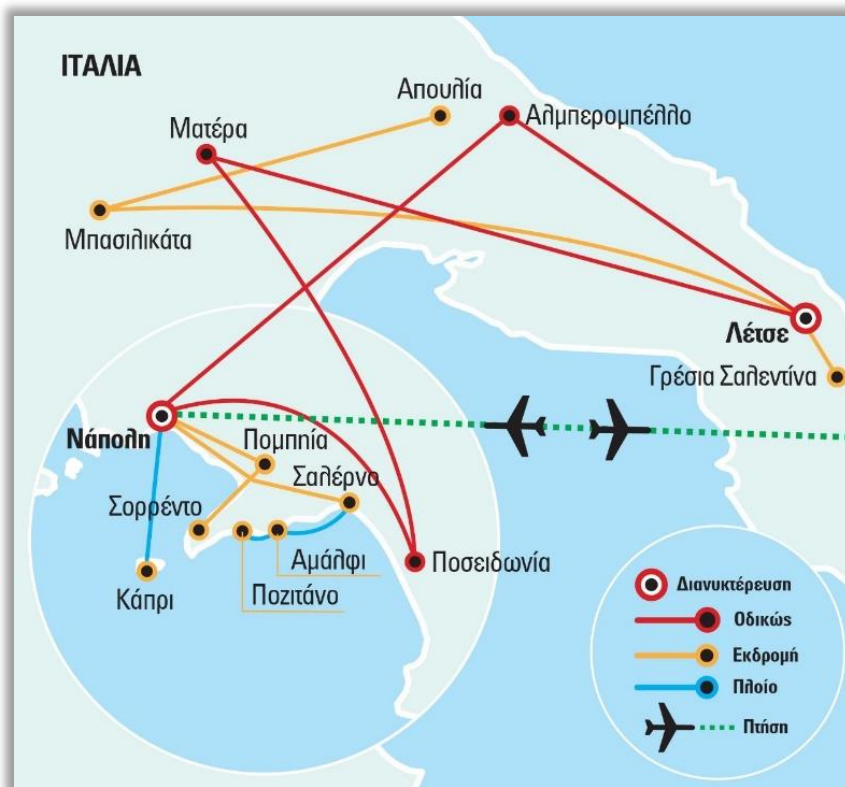 ΙΤΑΛΙΑ
Απουλία
Αλμπερομπέλλο
Ματέρα
Μπασιλικάτα
Λέτσε
Γρέσια Σαλεντίνα
Νάπολη
Πομπηία
Σαλέρνο
Σορρέντο
Αμάλφι
Ποσειδωνία
Κάπρι
Ποζιτάνο
Διανυκτέρευση
Οδικώς
Εκδρομή
Πλοίο
Πτήση